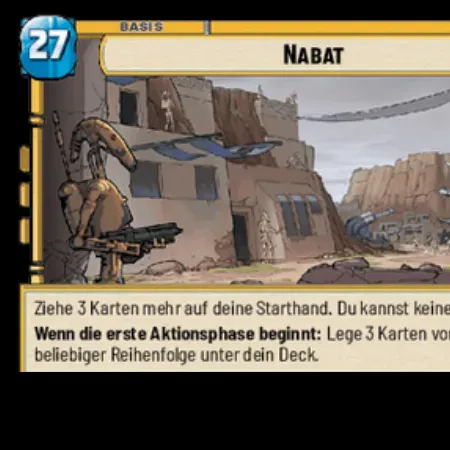 27
BASIS
NABAT
Ziehe 3 Karten mehr auf deine Starthand. Du kannst keine
Wenn die erste Aktionsphase beginnt: Lege 3 Karten vo
beliebiger Reihenfolge unter dein Deck.